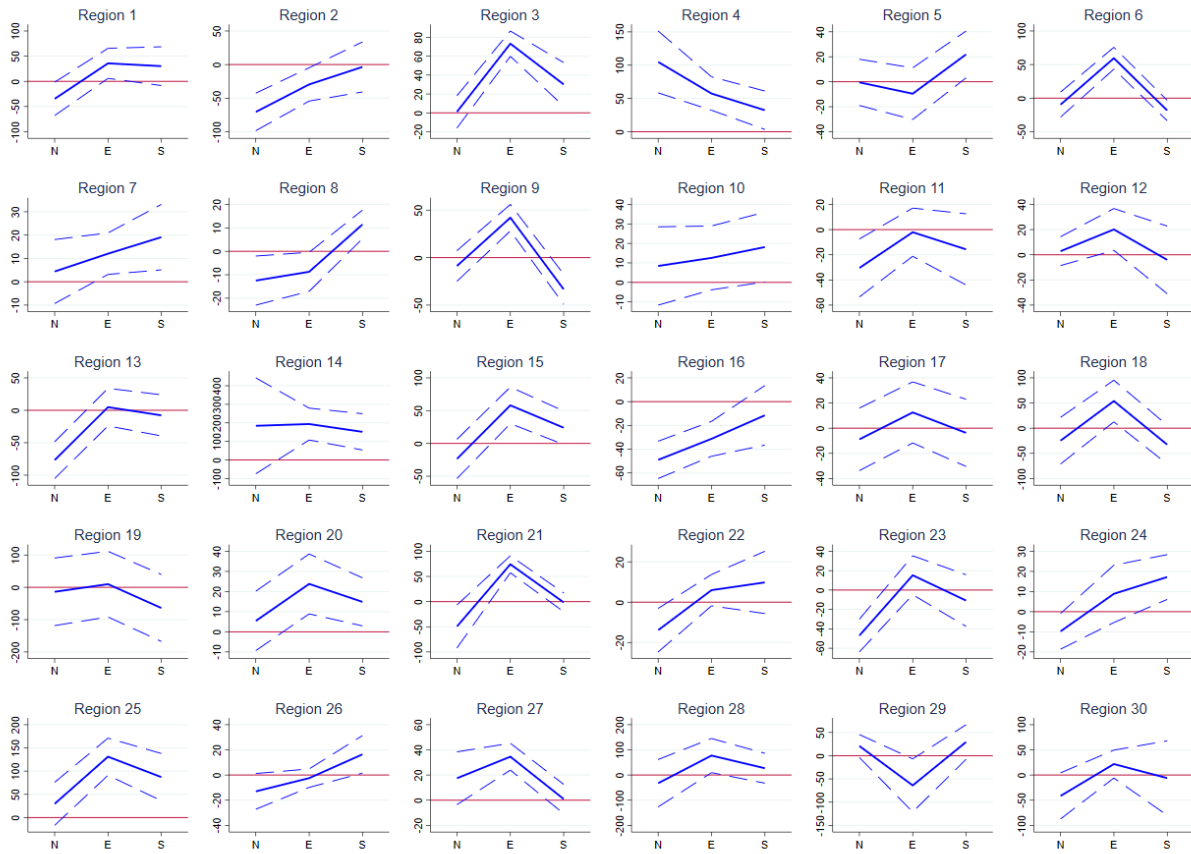 Region 1
-100 -50 0 50 100
N E S
Region 2
-100 -50 0 50
N E S
Region 3
-20 0 20 40 60 80
N E S
Region 4
0 50 100 150
N E S
Region 5
-40 -20 0 20 40
N E S
Region 6
-50 0 50 100
N E S
Region 7
-10 0 10 20 30
N E S
Region 8
-20 -10 0 10 20
N E S
Region 9
-50 0 50
N E S
Region 10
-10 0 10 20 30 40
N E S
Region 11
-60 -40 -20 0 20
N E S
Region 12
-40 -20 0 20 40
N E S
Region 13
-100 -50 0 50
N E S
Region 14
-100 0 100 200 300 400
N E S
Region 15
-50 0 50 100
N E S
Region 16
-60 -40 -20 0 20
N E S
Region 17
-40 -20 0 20 40
N E S
Region 18
-100 -50 0 50 100
N E S
Region 19
-200 -100 0 100
N E S
Region 20
-10 0 10 20 30 40
N E S
Region 21
-100 -50 0 50 100
N E S
Region 22
-20 0 20
N E S
Region 23
-60 -40 -20 0 20 40
N E S
Region 24
-20 -10 0 10 20 30
N E S
Region 25
0 50 100 150 200
N E S
Region 26
-40 -20 0 20 40
N E S
Region 27
-20 0 20 40 60
N E S
Region 28
-200 -100 0 100 200
N E S
Region 29
-150 -100 -50 0 50
N E S
Region 30
-100 -50 0 50 100
N E S